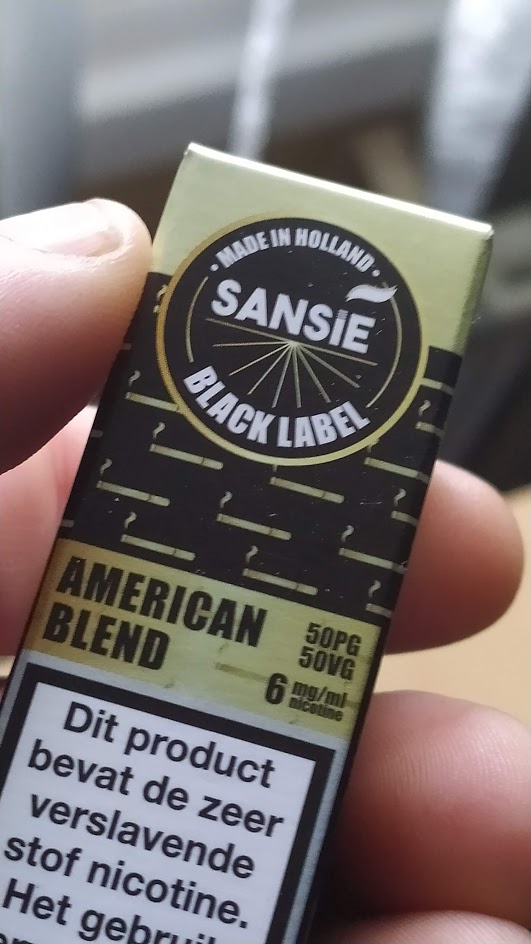 • MADE IN HOLLAND •
SANSiE
BLACK LABEL
AMERICAN
BLEND
50PG
50VG
6 mg/ml
nicotine
Dit product
bevat de zeer
verslavende
stof nicotine.
Het